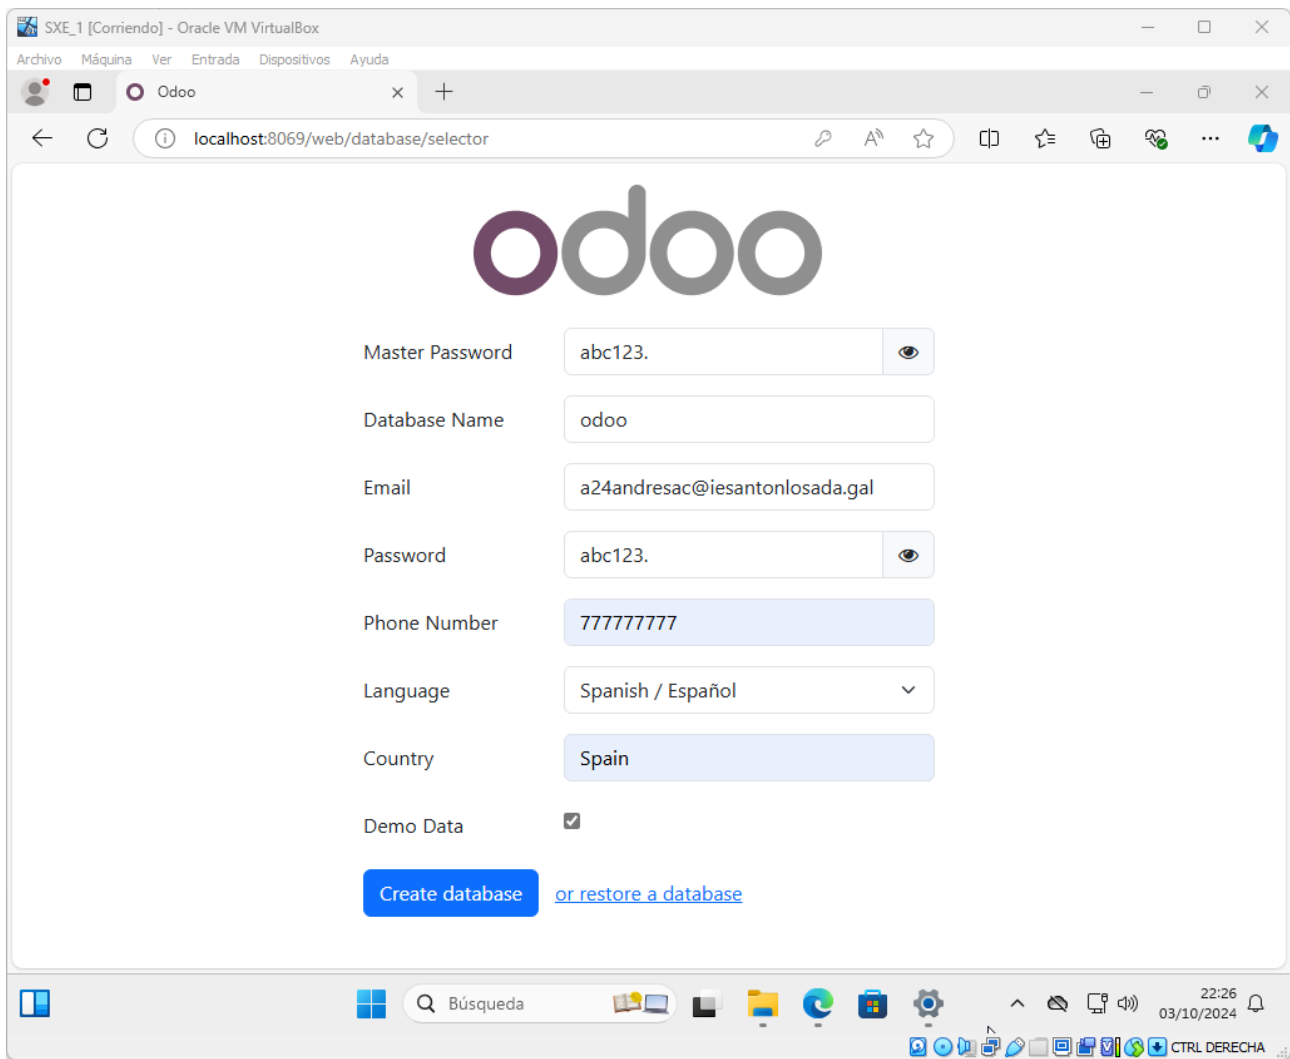 SXE_1 [Corriendo] - Oracle VM VirtualBox
Archivo Máquina Ver Entrada Dispositivos Ayuda
Odoo
localhost:8069/web/database/selector
odoo
Master Password abc123.
Database Name odoo
Email a24andresac@iesantonlosada.gal
Password abc123.
Phone Number 777777777
Language Spanish / Español
Country Spain
Demo Data
Create database or restore a database
Búsqueda
22:26
03/10/2024
CTRL DERECHA